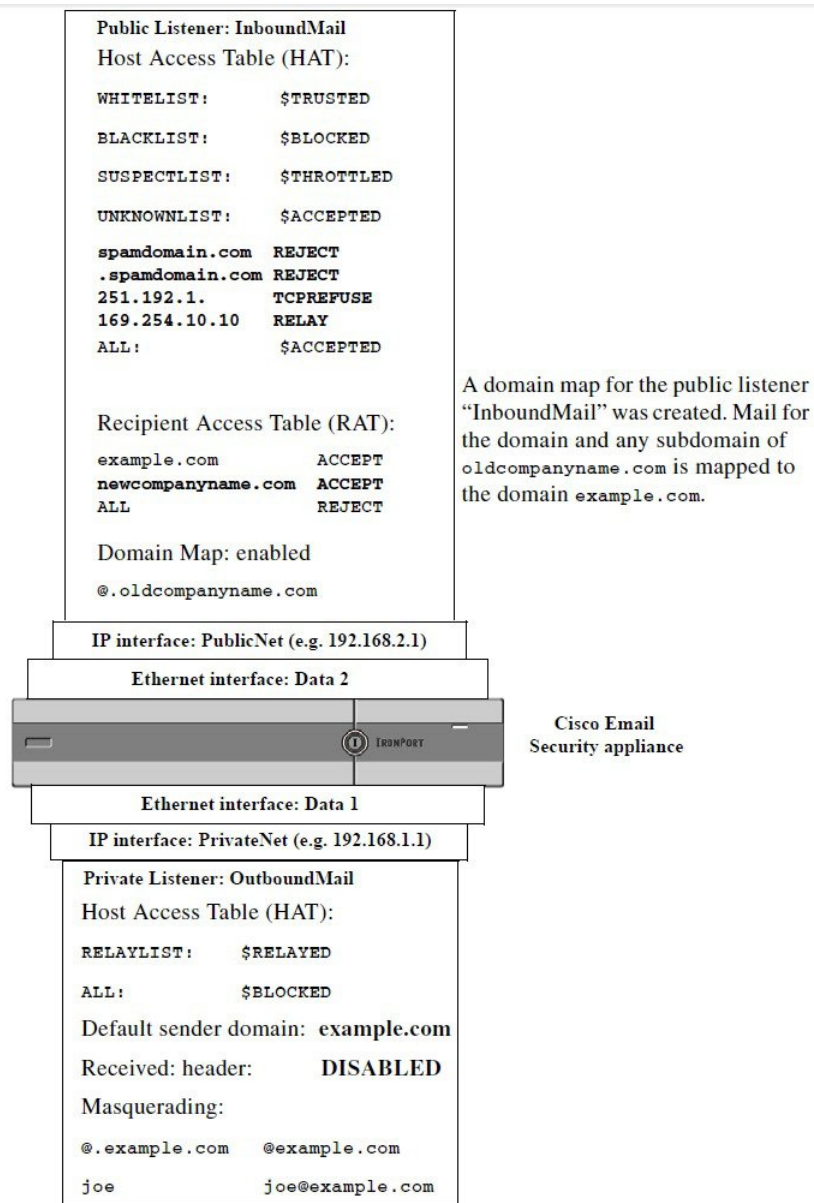 Public Listener: InboundMail
Host Access Table (HAT):
WHITELIST: $TRUSTED
BLACKLIST: $BLOCKED
SUSPECTLIST: $THROTTLED
UNKNOWNLIST: $ACCEPTED
spamdomain.com REJECT
.spamdomain.com REJECT
251.192.1. TCPREFUSE
169.254.10.10 RELAY
ALL: $ACCEPTED
Recipient Access Table (RAT):
example.com ACCEPT
newcompanyname.com ACCEPT
ALL REJECT
Domain Map: enabled
@.oldcompanyname.com
A domain map for the public listener
“InboundMail” was created. Mail for
the domain and any subdomain of
oldcompanyname.com is mapped to
the domain example.com.
IP interface: PublicNet (e.g. 192.168.2.1)
Ethernet interface: Data 2
IRONPORT
Cisco Email
Security appliance
Ethernet interface: Data 1
IP interface: PrivateNet (e.g. 192.168.1.1)
Private Listener: OutboundMail
Host Access Table (HAT):
RELAYLIST: $RELAYED
ALL: $BLOCKED
Default sender domain: example.com
Received: header: DISABLED
Masquerading:
@.example.com @example.com
joe joe@example.com